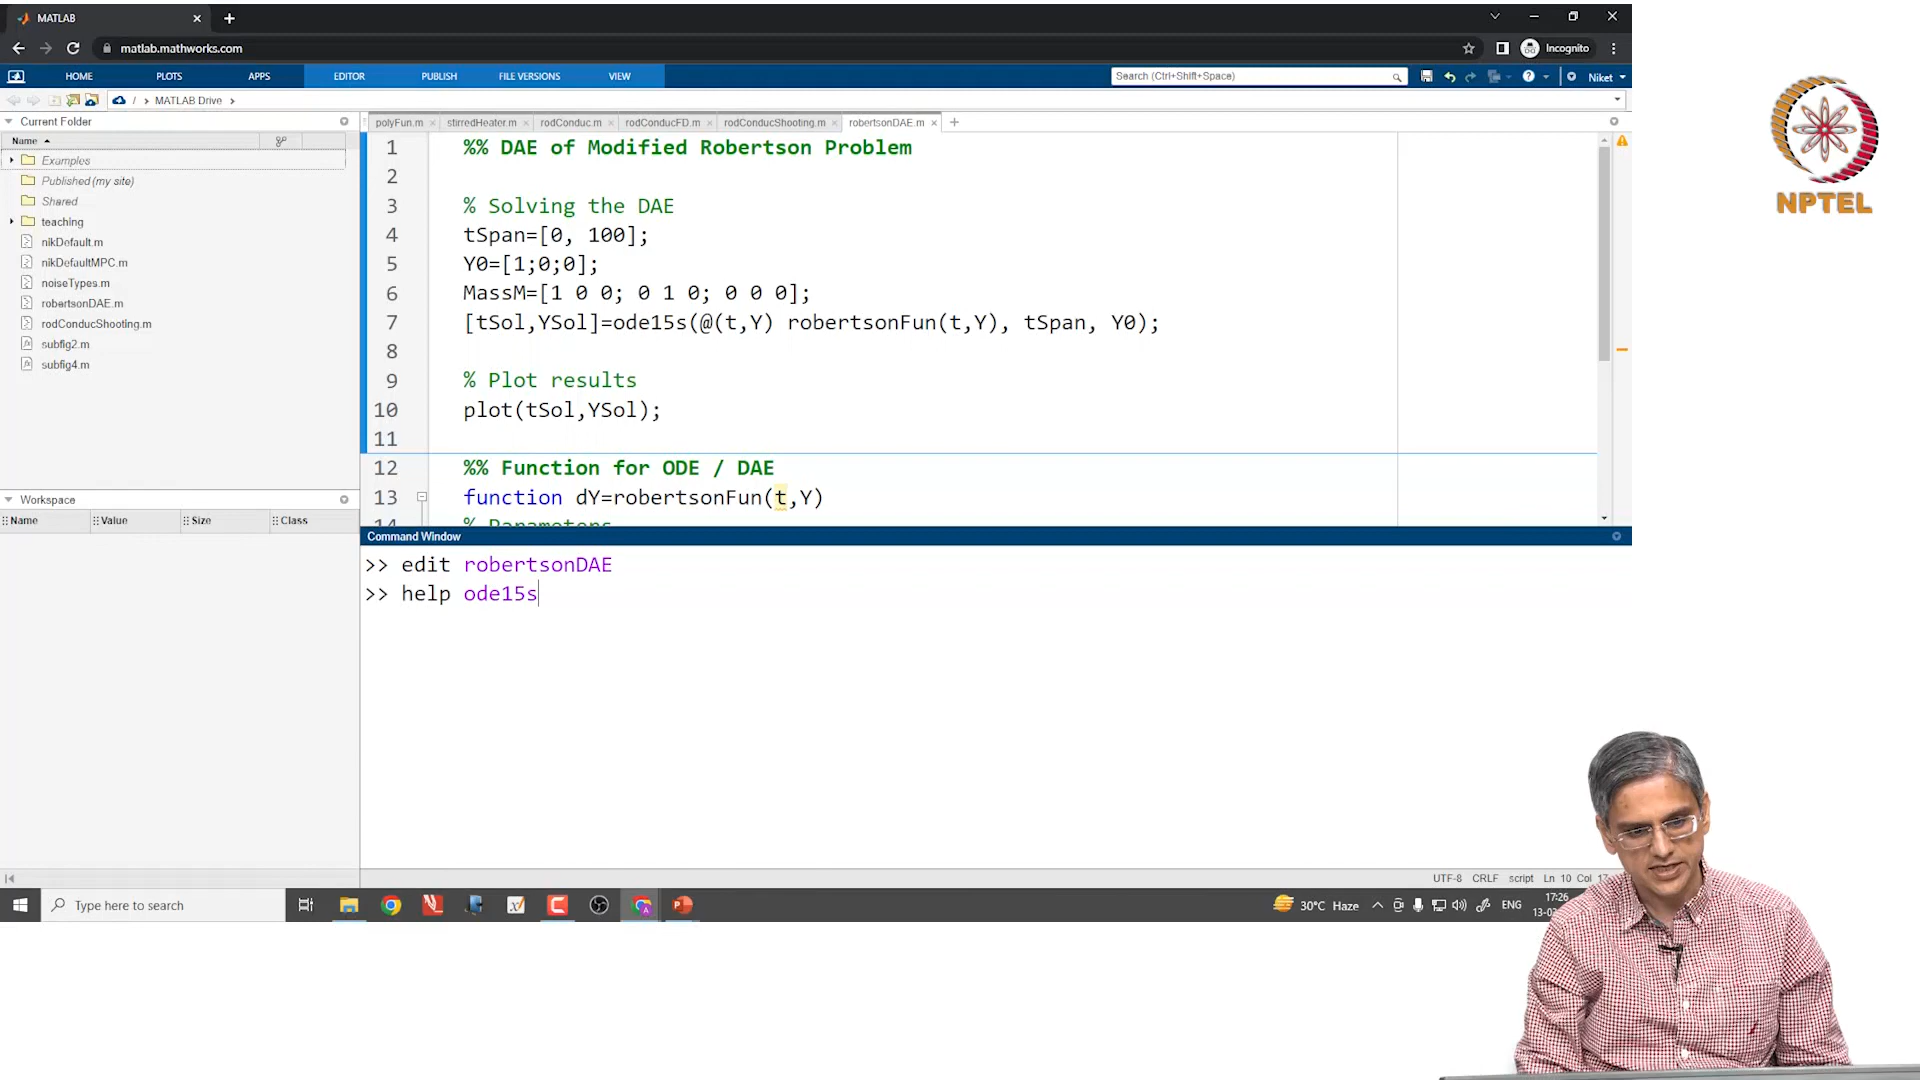 MATLAB
matlab.mathworks.com
Incognito
HOME PLOTS APPS EDITOR PUBLISH FILE VERSIONS VIEW
Search (Ctrl+Shift+Space)
Niket
/ > MATLAB Drive >
Current Folder
Name
Examples
Published (my site)
Shared
teaching
nikDefault.m
nikDefaultMPC.m
noiseTypes.m
robertsonDAE.m
rodConducShooting.m
subfig2.m
subfig4.m
Workspace
Name Value Size Class
polyFun.m stirredHeater.m rodConduc.m rodConducFD.m rodConducShooting.m robertsonDAE.m
1 %% DAE of Modified Robertson Problem
2
3 % Solving the DAE
4 tSpan=[0, 100];
5 Y0=[1;0;0];
6 MassM=[1 0 0; 0 1 0; 0 0 0];
7 [tSol,YSol]=ode15s(@(t,Y) robertsonFun(t,Y), tSpan, Y0);
8
9 % Plot results
10 plot(tSol,YSol);
11
12 %% Function for ODE / DAE
13 function dY=robertsonFun(t,Y)
14 % Parameters
Command Window
>> edit robertsonDAE
>> help ode15s
UTF-8 CRLF script Ln 10 Col
Type here to search
30°C Haze
ENG
17:26
NPTEL